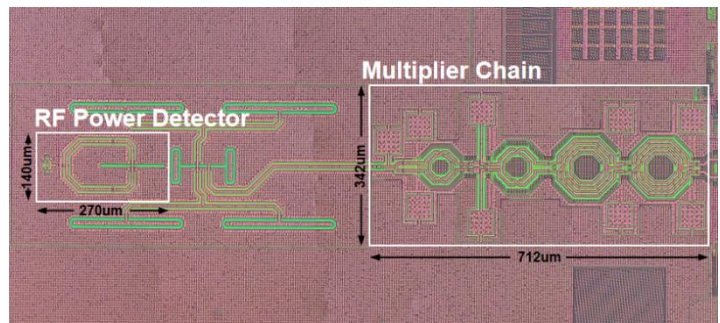 Multiplier Chain
RF Power Detector
140um
270um
342um
712um